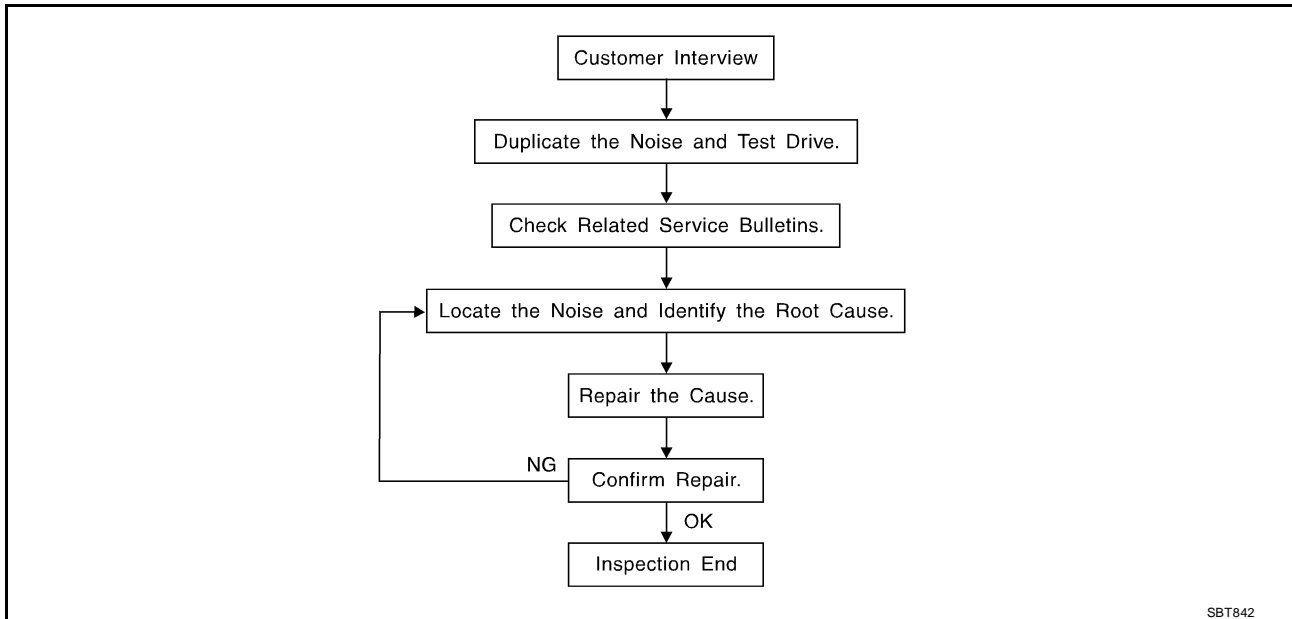 Customer Interview
Duplicate the Noise and Test Drive.
Check Related Service Bulletins.
Locate the Noise and Identify the Root Cause.
Repair the Cause.
NG
Confirm Repair.
OK
Inspection End
SBT842